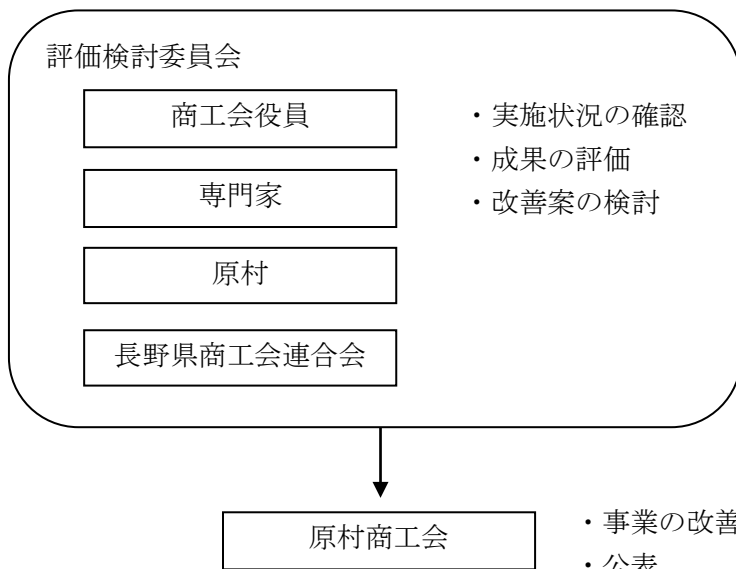 評価検討委員会
商工会役員
・実施状況の確認
専門家
・成果の評価
・改善案の検討
原村
長野県商工会連合会
原村商工会
・事業の改善
・公表